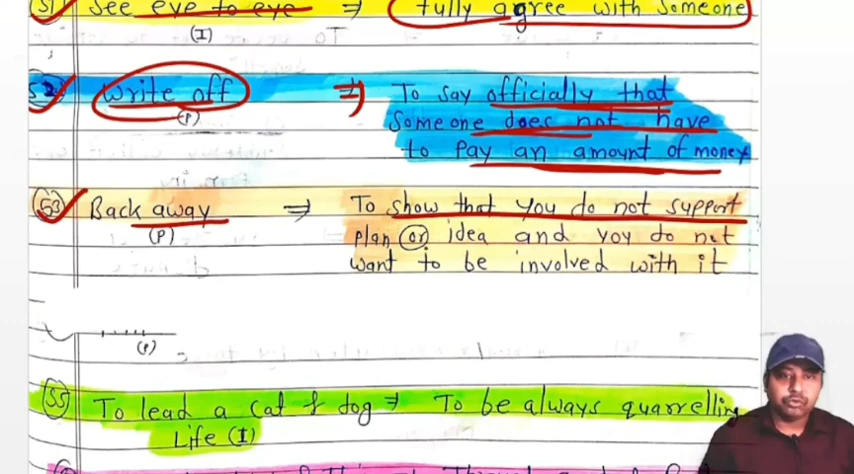 51 See eye to eye ⇒ fully agree with someone
(I)
52 Write off ⇒ To say officially that
(P) someone does not have
to pay an amount of money
53 Back away ⇒ To show that you do not support
(P) plan or idea and yoy do not
want to be involved with it
(P)
55 To lead a cat & dog ⇒ To be always quarrelling
Life (I)